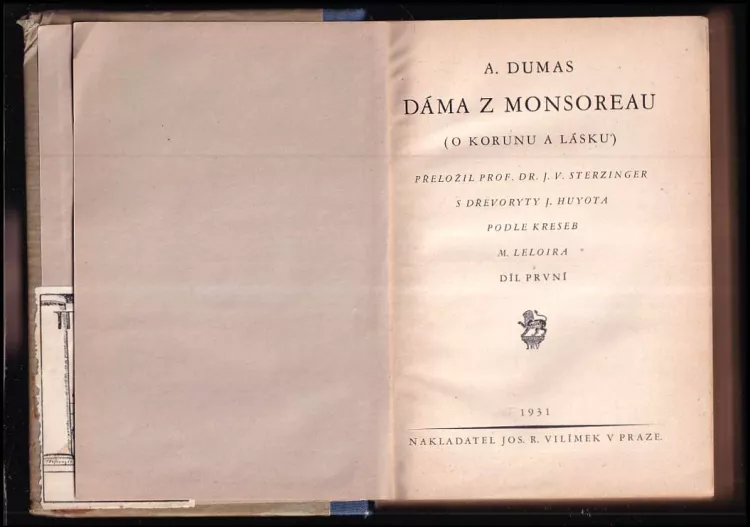 A. DUMAS
DÁMA Z MONSOREAU
(O KORUNU A LÁSKU)
PŘELOŽIL PROF. DR. J. V. STERZINGER
S DŘEVORYTY J. HUYOTA
PODLE KRESEB
M. LELOIRA
DÍL PRVNÍ
JRV
1931
NAKLADATEL JOS. R. VILÍMEK V PRAZE.